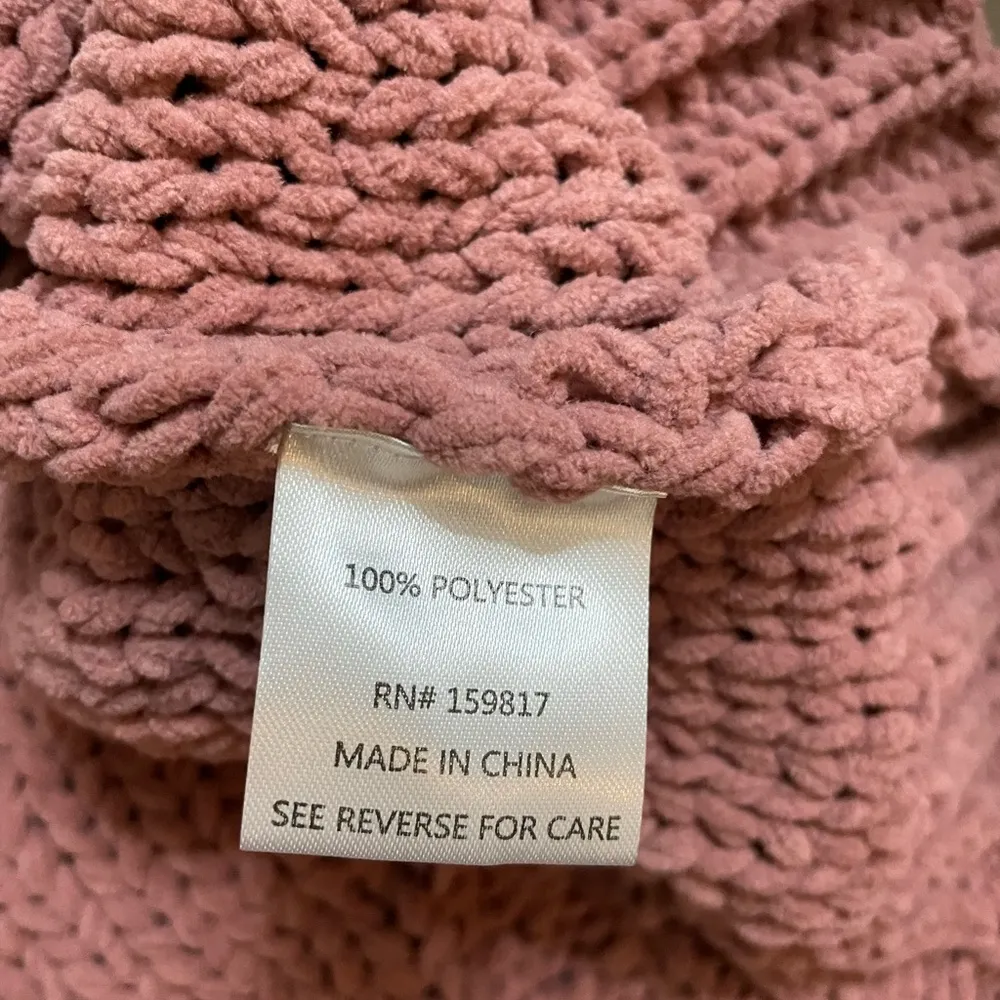 100% POLYESTER
RN# 159817
MADE IN CHINA
SEE REVERSE FOR CARE